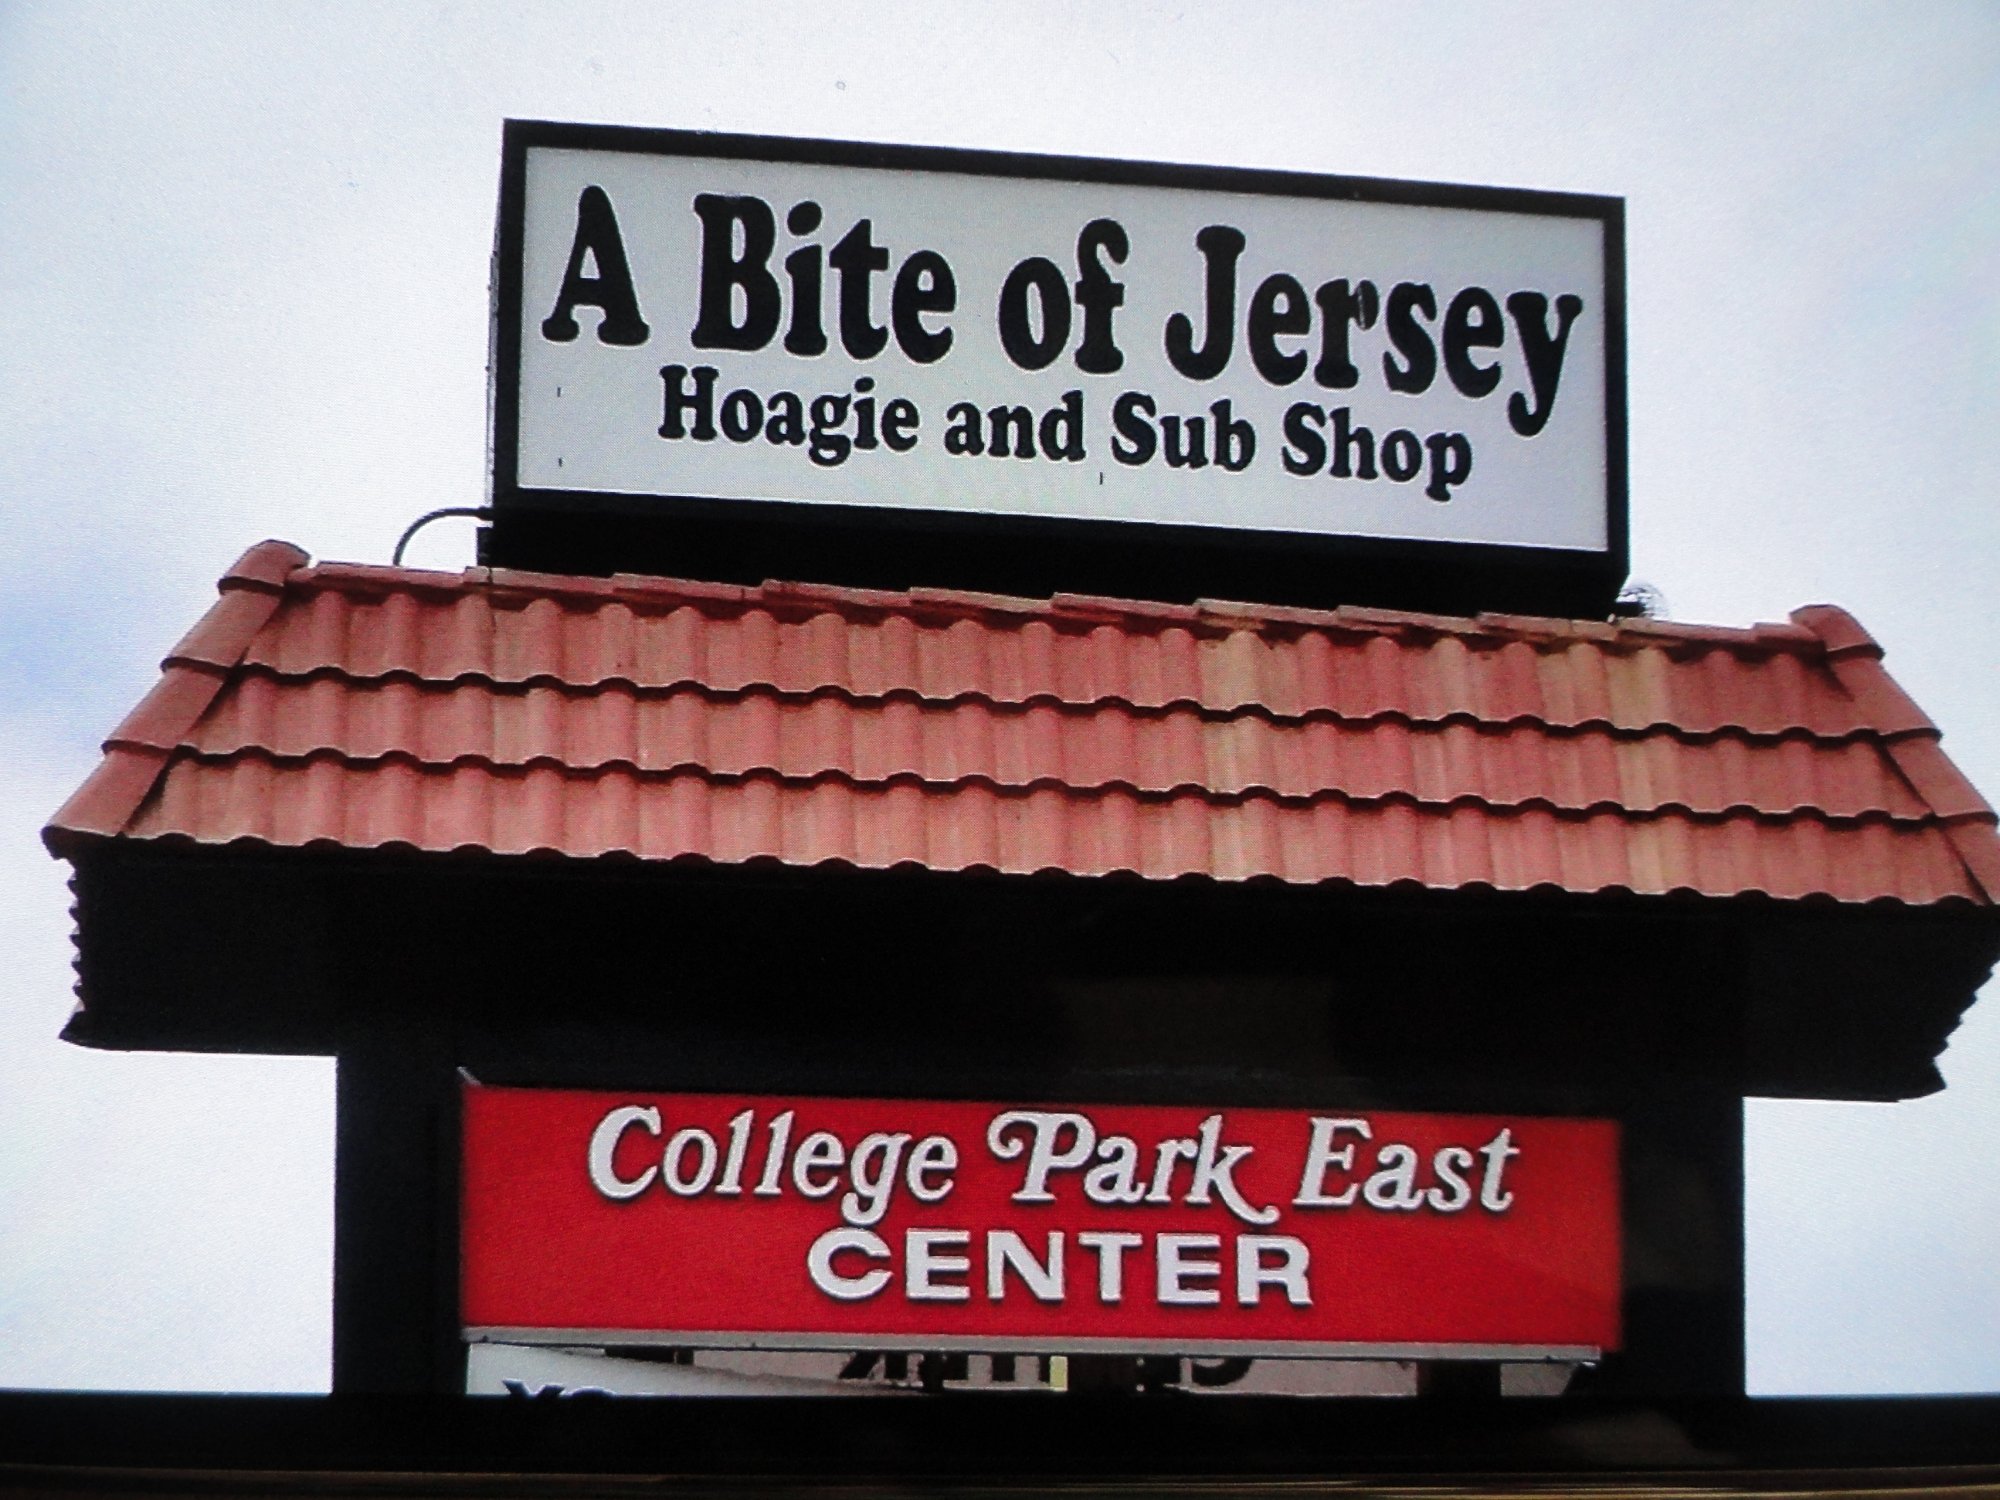 A Bite of Jersey
Hoagie and Sub Shop
College Park East
CENTER